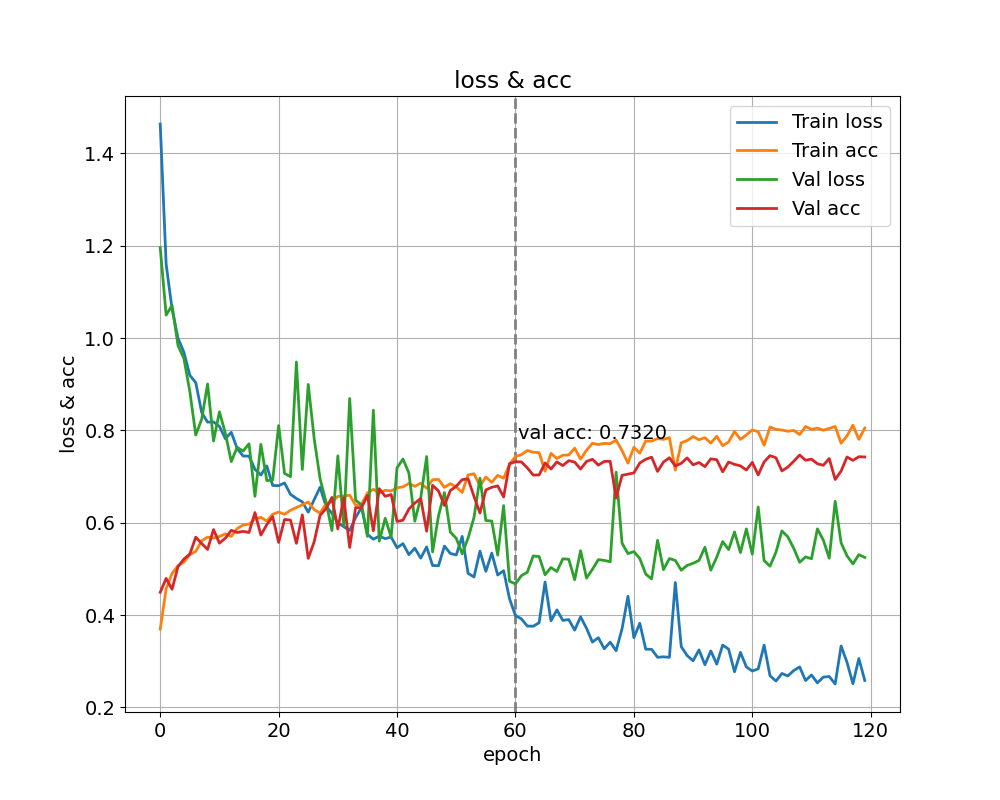 loss & acc
Train loss
Train acc
Val loss
Val acc
1.4
1.2
1.0
0.8
0.6
0.4
0.2
loss & acc
val acc: 0.7320
0 20 40 60 80 100 120
epoch